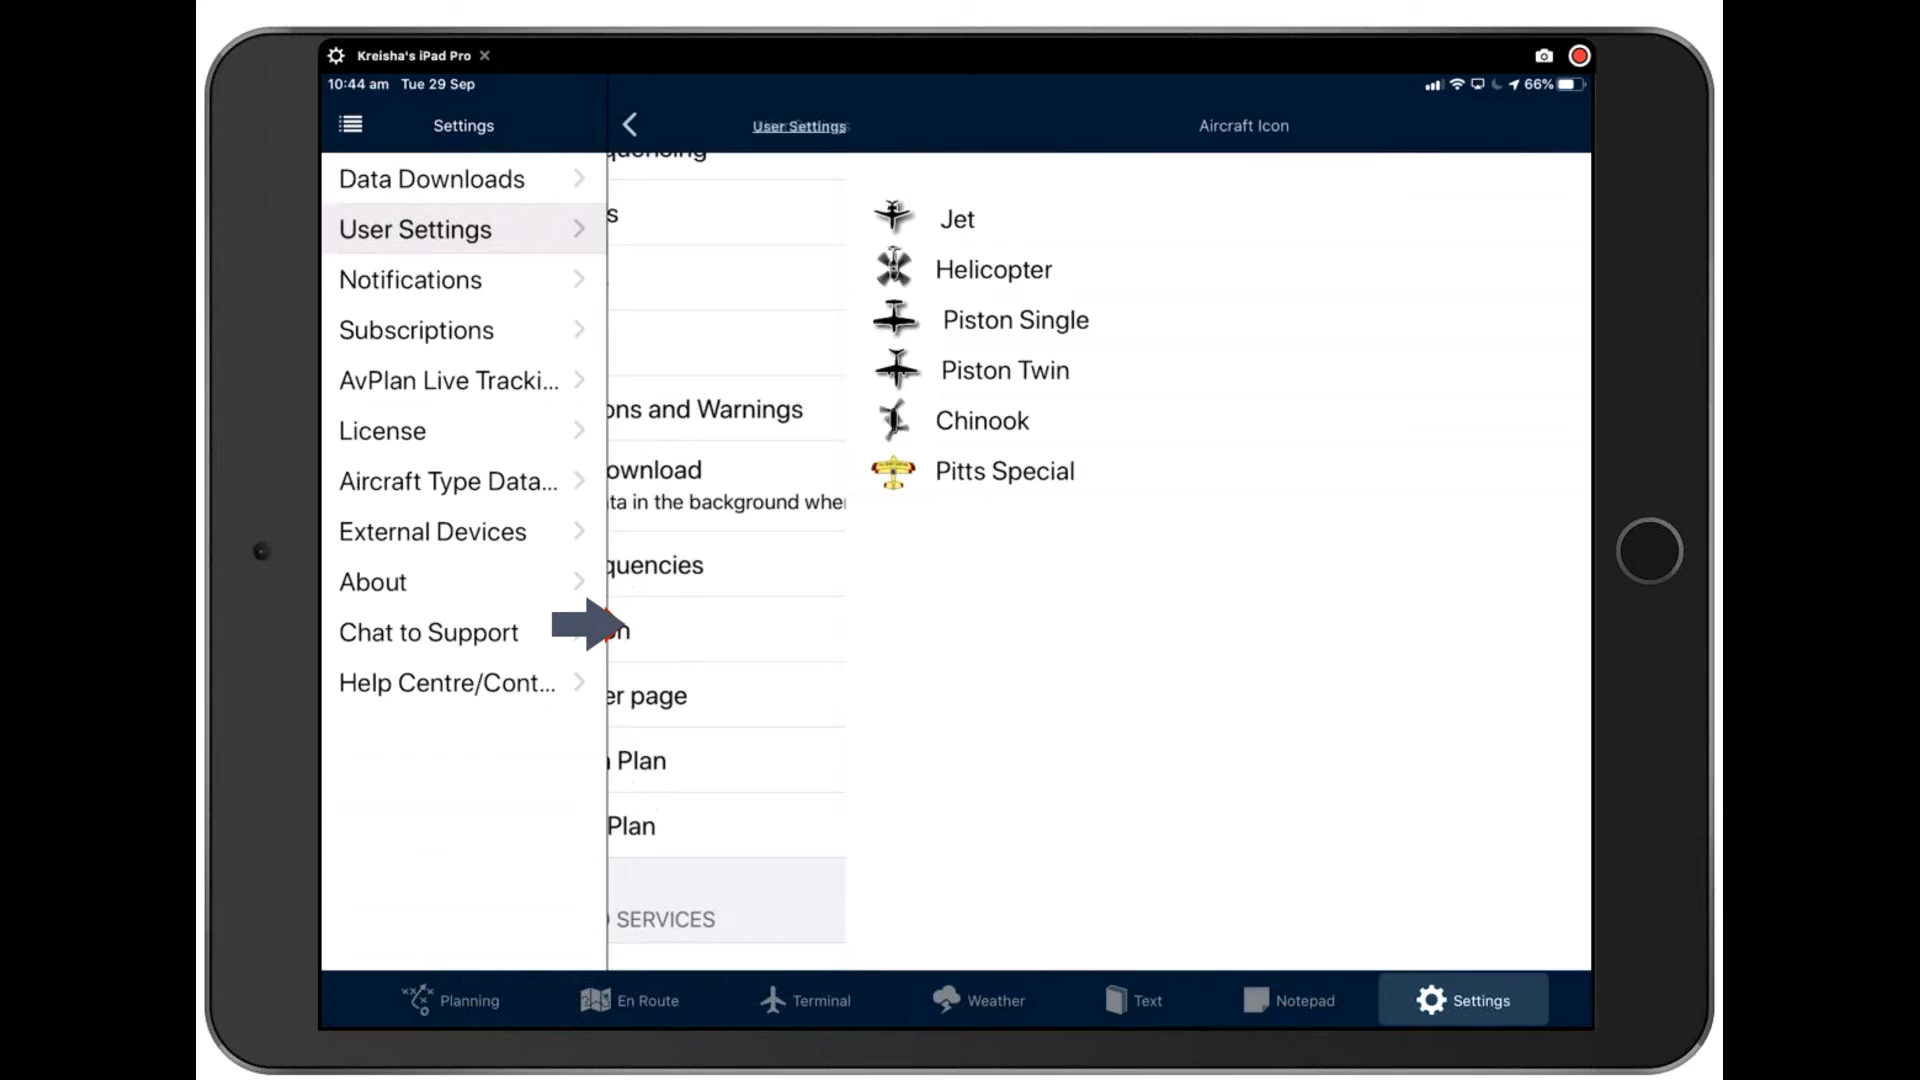 Kreisha's iPad Pro
10:44 am Tue 29 Sep
66%
Settings
User Settings
Aircraft Icon
Data Downloads
User Settings
Notifications
Subscriptions
AvPlan Live Tracki...
License
Aircraft Type Data...
External Devices
About
Chat to Support
Help Centre/Cont...
quencing
s
ons and Warnings
ownload
ta in the background whe
quencies
on
er page
Plan
Plan
SERVICES
Jet
Helicopter
Piston Single
Piston Twin
Chinook
Pitts Special
Planning
En Route
Terminal
Weather
Text
Notepad
Settings